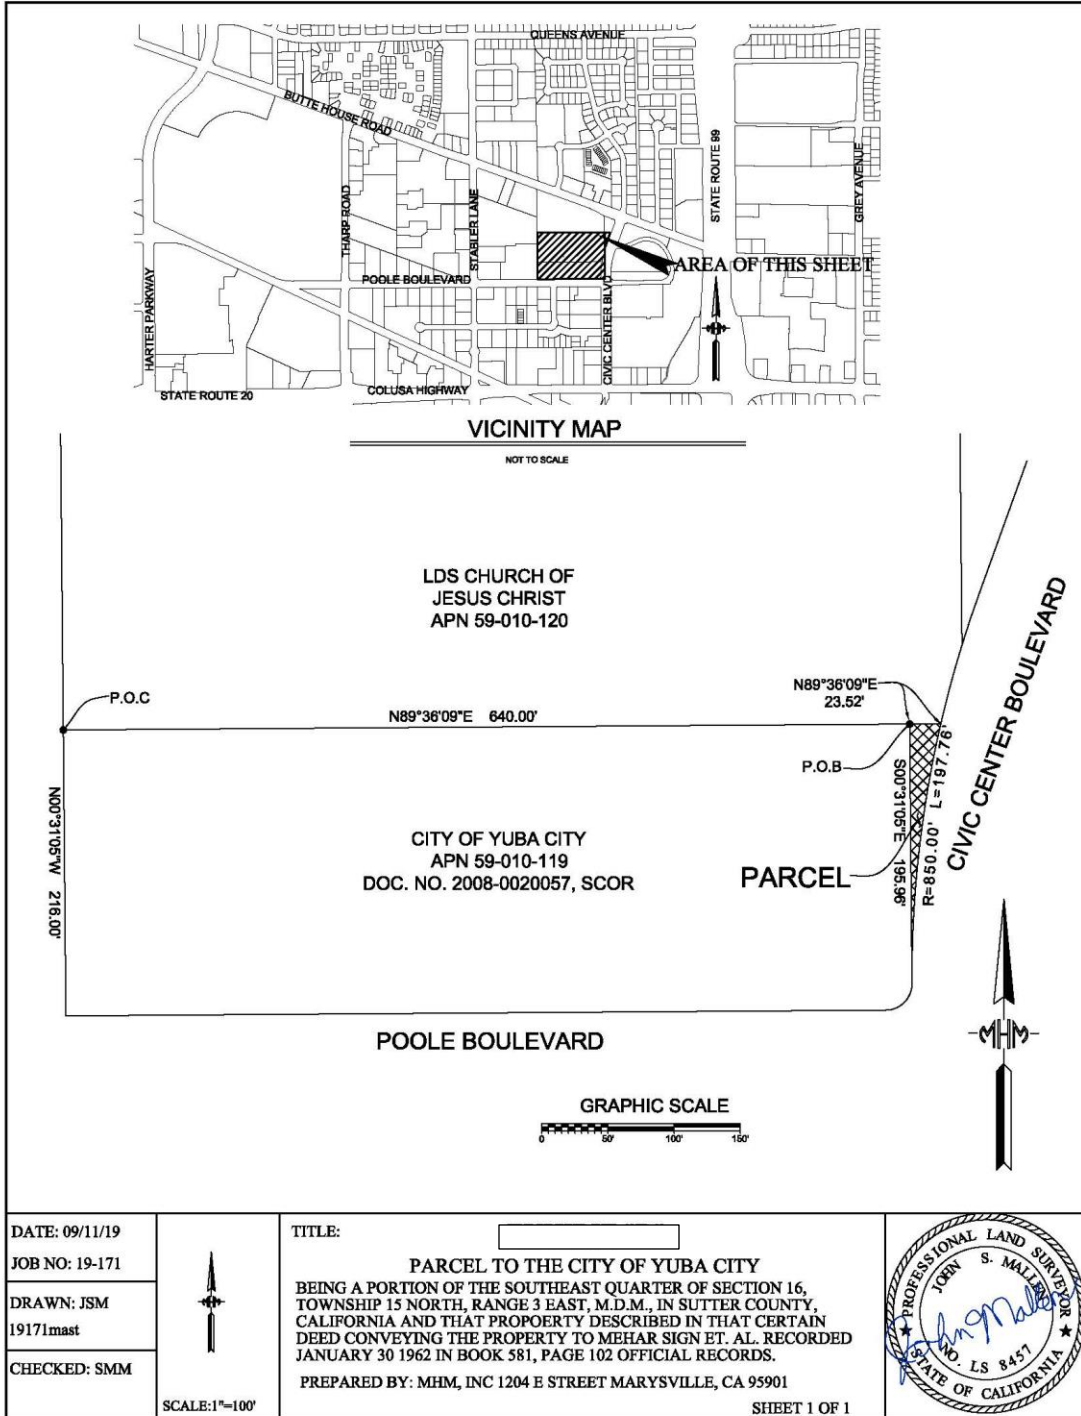 QUEENS AVENUE
BUTTE HOUSE ROAD
STATE ROUTE 99
GREY AVENUE
THARP ROAD
STABLER LANE
AREA OF THIS SHEET
POOLE BOULEVARD
HARTER PARKWAY
CIVIC CENTER BLVD
STATE ROUTE 20
COLUSA HIGHWAY
VICINITY MAP
NOT TO SCALE
LDS CHURCH OF
JESUS CHRIST
APN 59-010-120
P.O.C
N89°36'09"E 640.00'
N89°36'09"E
23.52'
P.O.B
N00°31'05"W 216.00'
S00°31'05"E 195.96'
R=850.00' L=197.76'
CIVIC CENTER BOULEVARD
CITY OF YUBA CITY
APN 59-010-119
DOC. NO. 2008-0020057, SCOR
PARCEL
POOLE BOULEVARD
MHM
GRAPHIC SCALE
0 50' 100' 150'
DATE: 09/11/19
JOB NO: 19-171
DRAWN: JSM
19171mast
CHECKED: SMM
SCALE:1"=100'
TITLE:
PARCEL TO THE CITY OF YUBA CITY
BEING A PORTION OF THE SOUTHEAST QUARTER OF SECTION 16,
TOWNSHIP 15 NORTH, RANGE 3 EAST, M.D.M., IN SUTTER COUNTY,
CALIFORNIA AND THAT PROPOERTY DESCRIBED IN THAT CERTAIN
DEED CONVEYING THE PROPERTY TO MEHAR SIGN ET. AL. RECORDED
JANUARY 30 1962 IN BOOK 581, PAGE 102 OFFICIAL RECORDS.
PREPARED BY: MHM, INC 1204 E STREET MARYSVILLE, CA 95901
SHEET 1 OF 1
PROFESSIONAL LAND SURVEYOR
JOHN S. MALLEN
NO. LS 8457
STATE OF CALIFORNIA
John Mallen